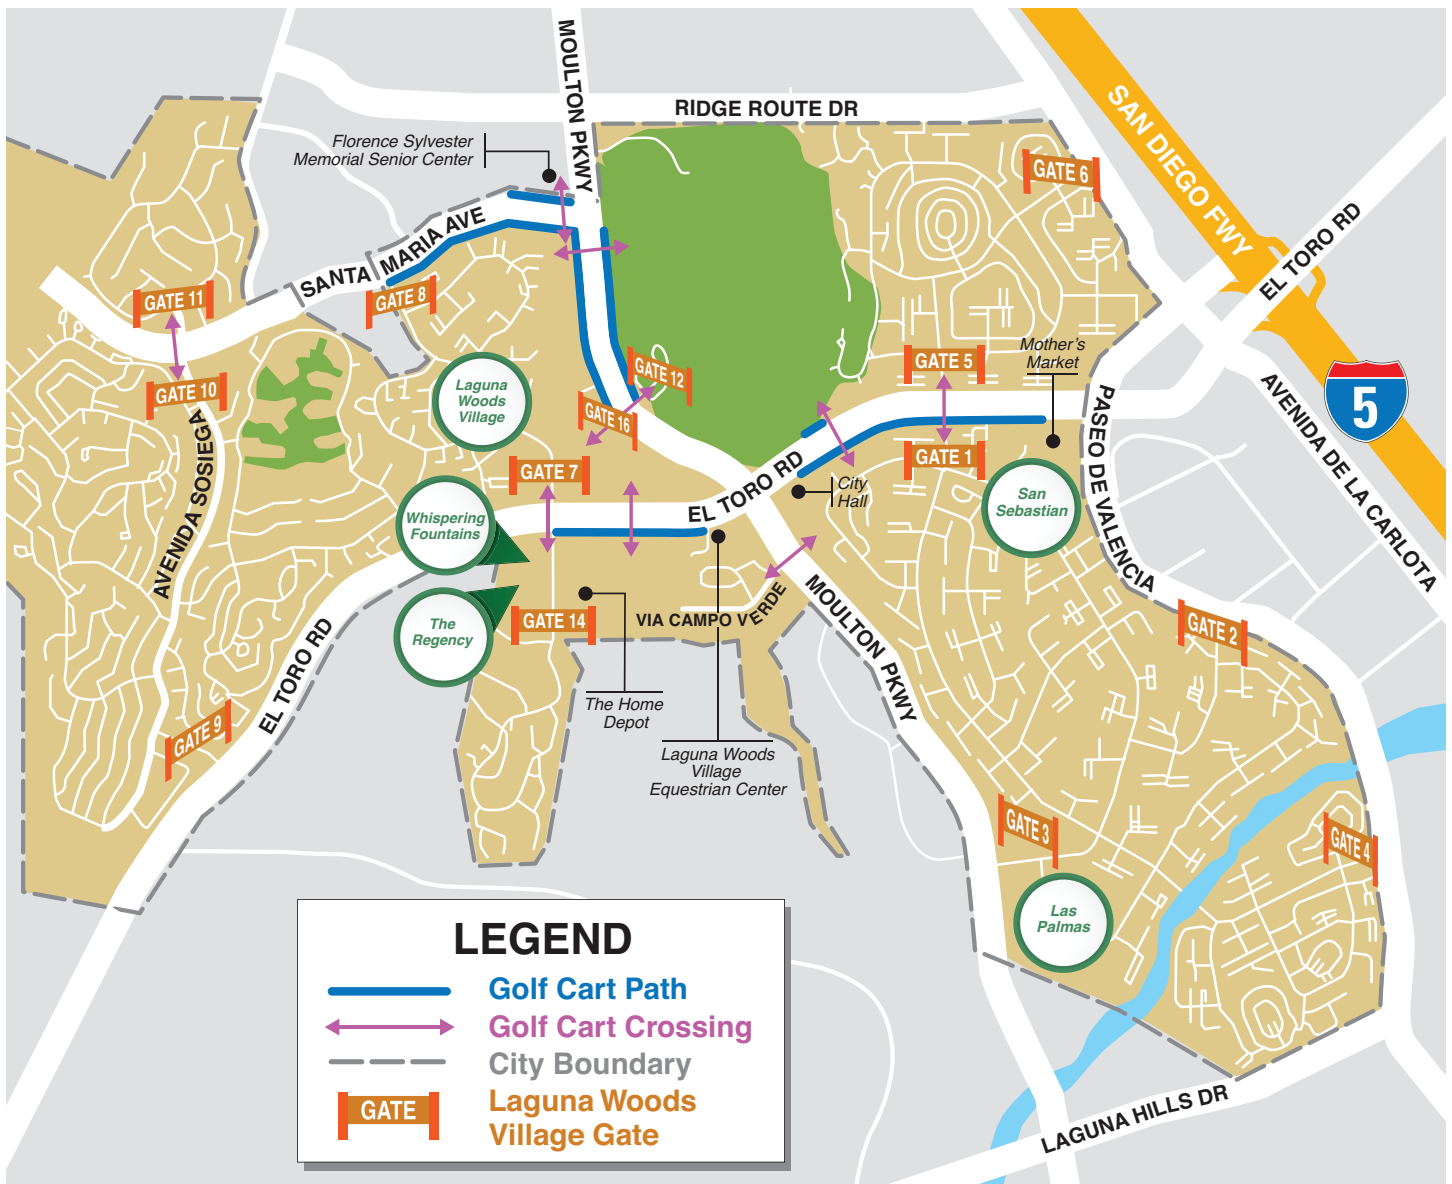 MOULTON PKWY
RIDGE ROUTE DR
SAN DIEGO FWY
Florence Sylvester
Memorial Senior Center
GATE 6
EL TORO RD
SANTA MARIA AVE
GATE 11
GATE 8
GATE 10
GATE 12
GATE 16
GATE 5
Mother's
Market
5
Laguna
Woods
Village
AVENIDA SOSIEGA
GATE 7
EL TORO RD
City
Hall
GATE 1
San
Sebastian
PASEO DE VALENCIA
AVENIDA DE LA CARLOTA
Whispering
Fountains
The
Regency
GATE 14
VIA CAMPO VERDE
MOULTON PKWY
GATE 2
EL TORO RD
GATE 9
The Home
Depot
Laguna Woods
Village
Equestrian Center
GATE 3
GATE 4
Las
Palmas
LAGUNA HILLS DR
LEGEND
Golf Cart Path
Golf Cart Crossing
City Boundary
GATE
Laguna Woods
Village Gate